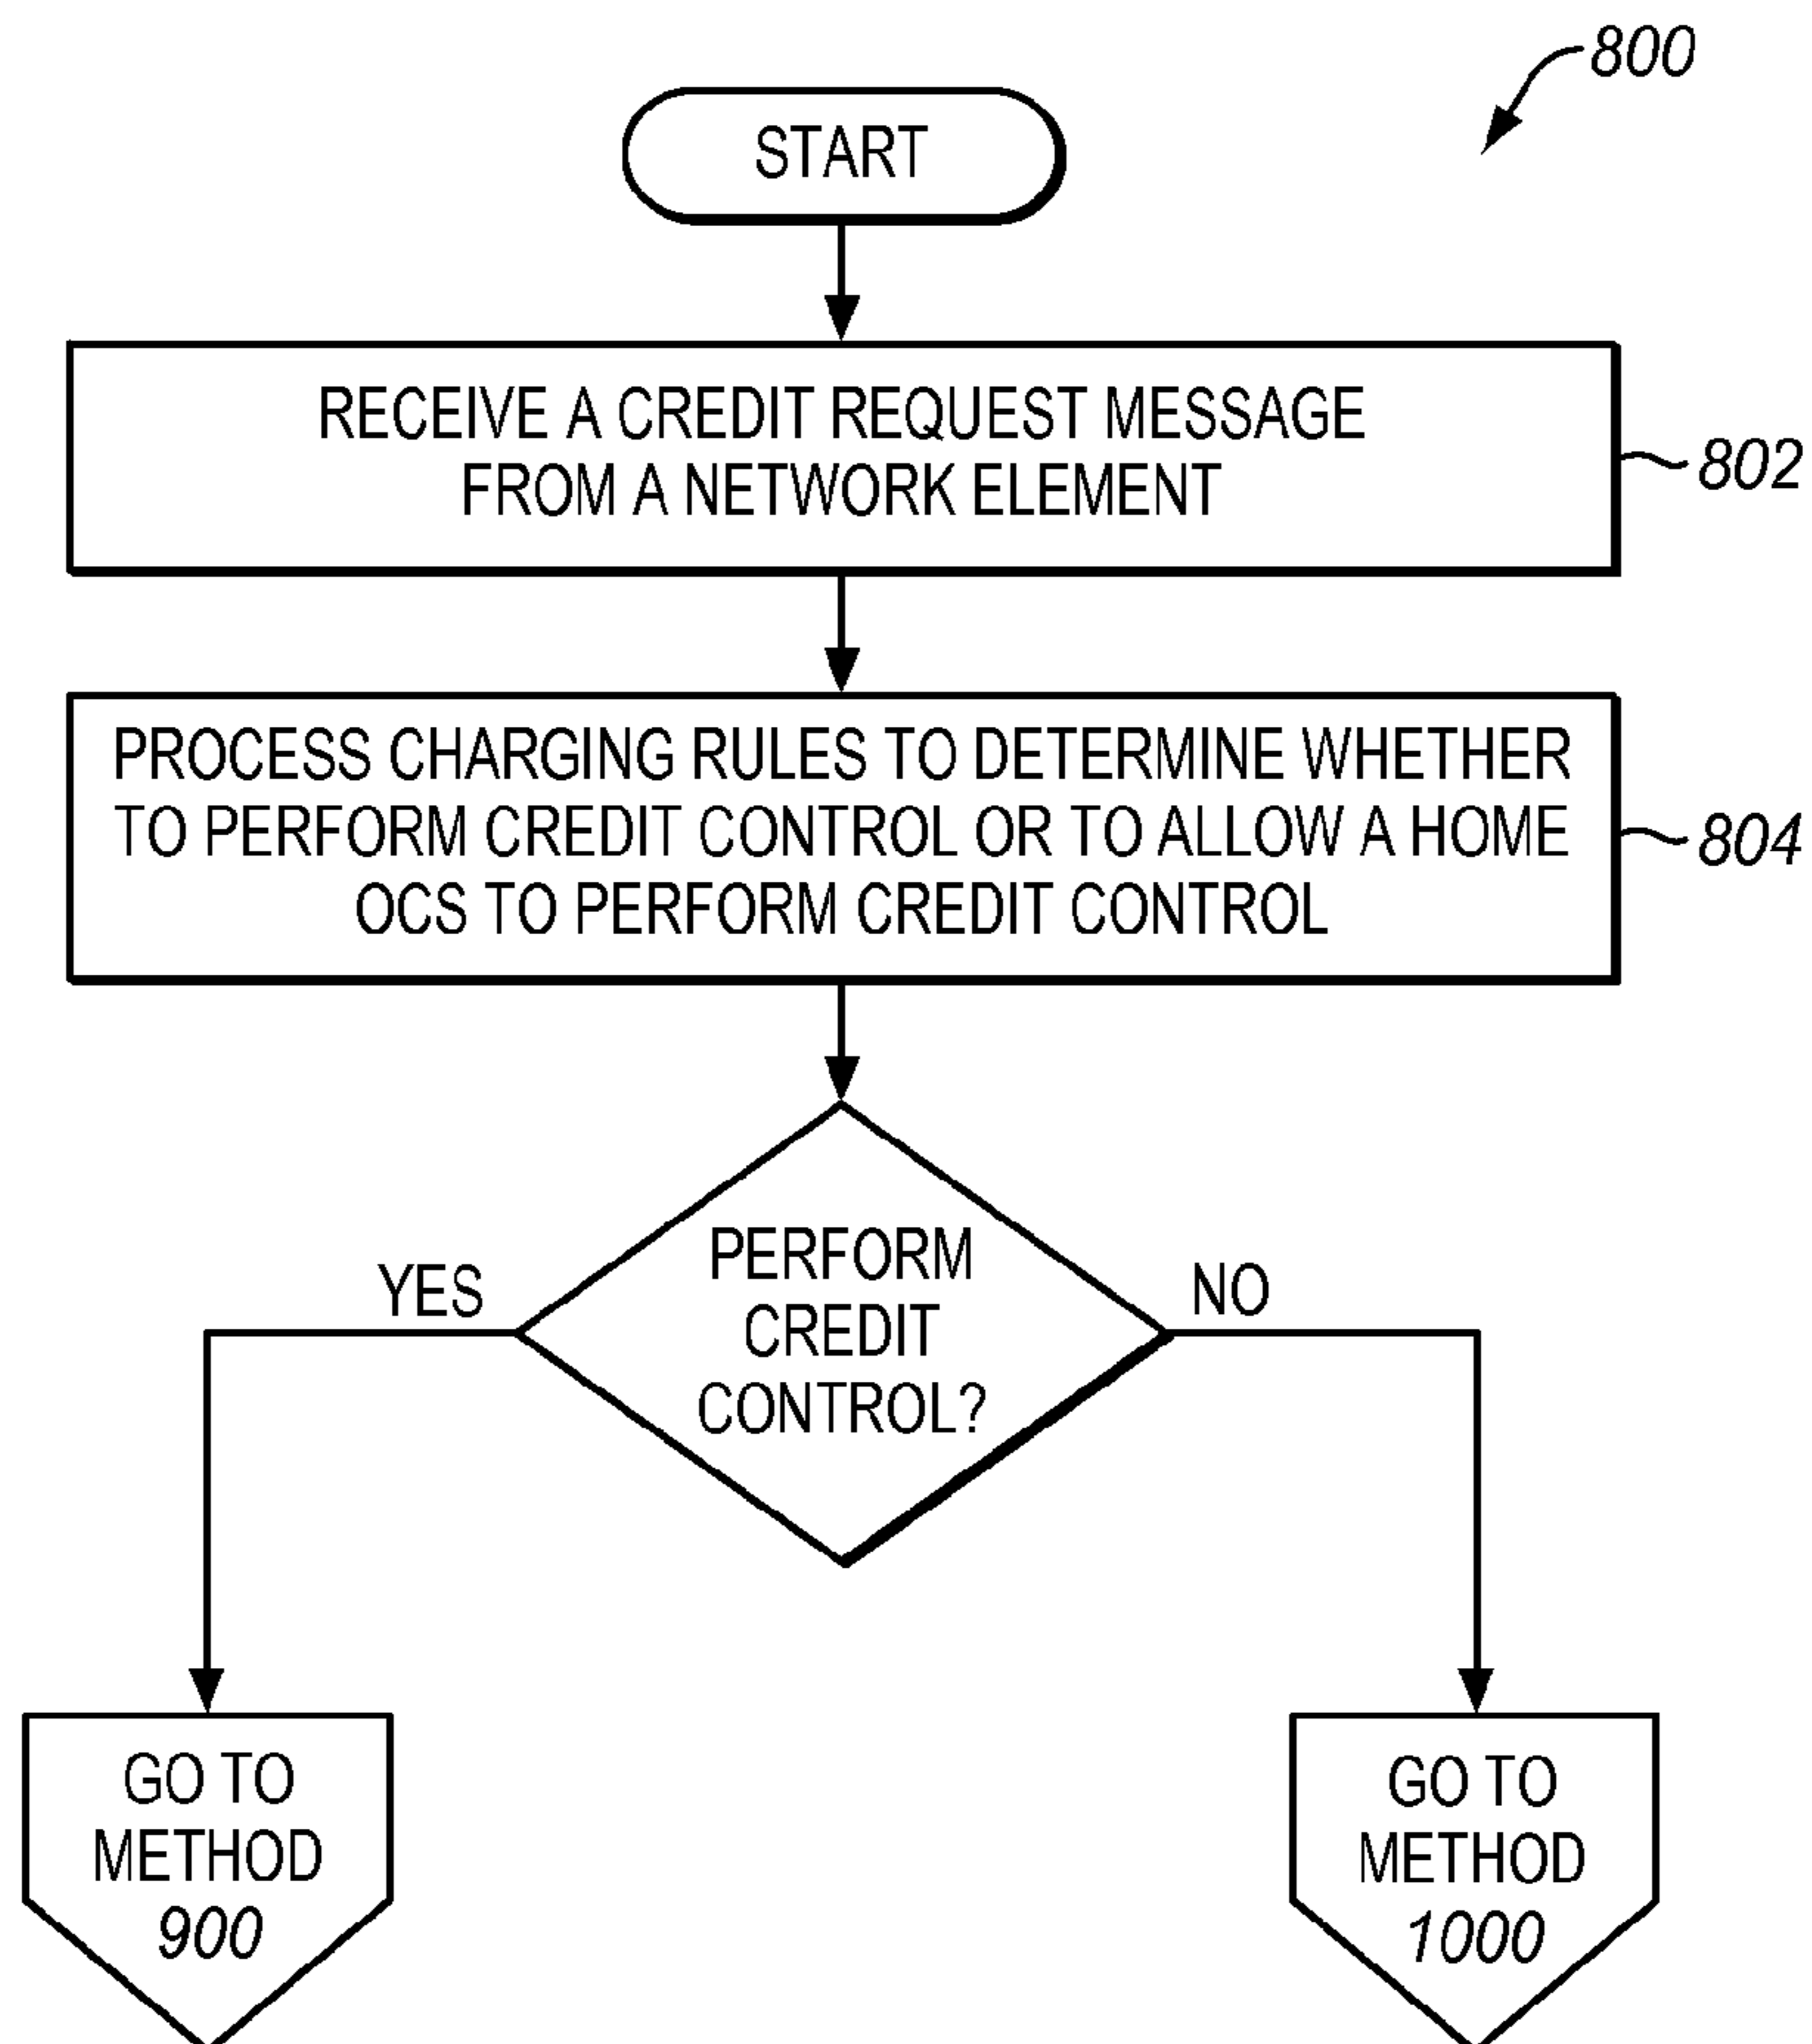 800
START
RECEIVE A CREDIT REQUEST MESSAGE
FROM A NETWORK ELEMENT
802
PROCESS CHARGING RULES TO DETERMINE WHETHER
TO PERFORM CREDIT CONTROL OR TO ALLOW A HOME
OCS TO PERFORM CREDIT CONTROL
804
PERFORM
CREDIT
CONTROL?
YES
NO
GO TO
METHOD
900
GO TO
METHOD
1000